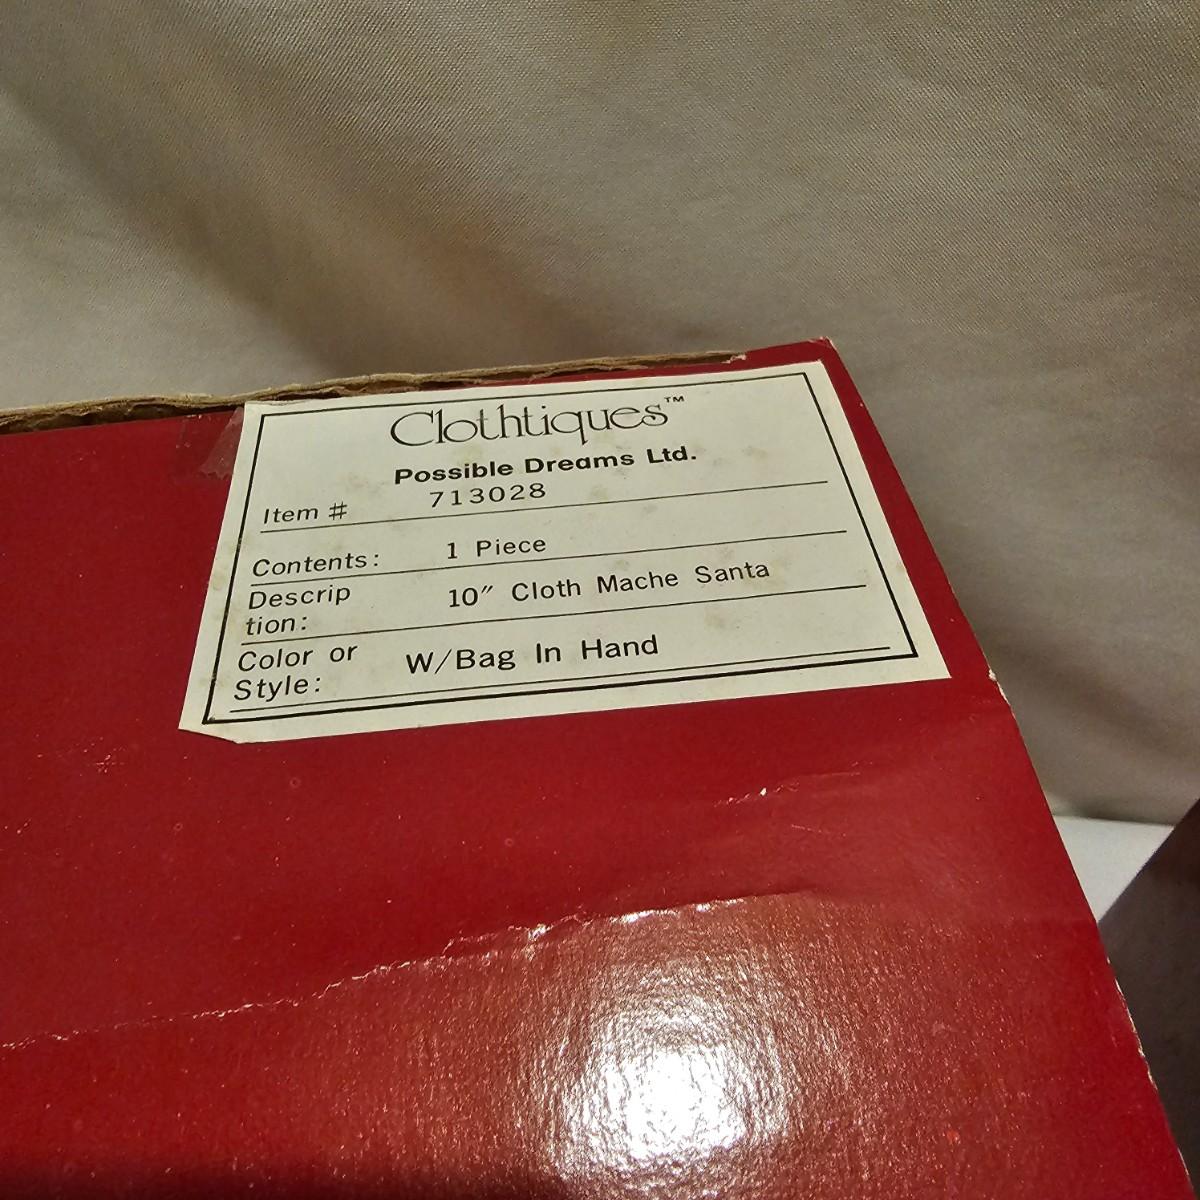 Clothtiques™
Possible Dreams Ltd.
Item # 713028
Contents: 1 Piece
Descrip
tion: 10″ Cloth Mache Santa
Color or
Style: W/Bag In Hand